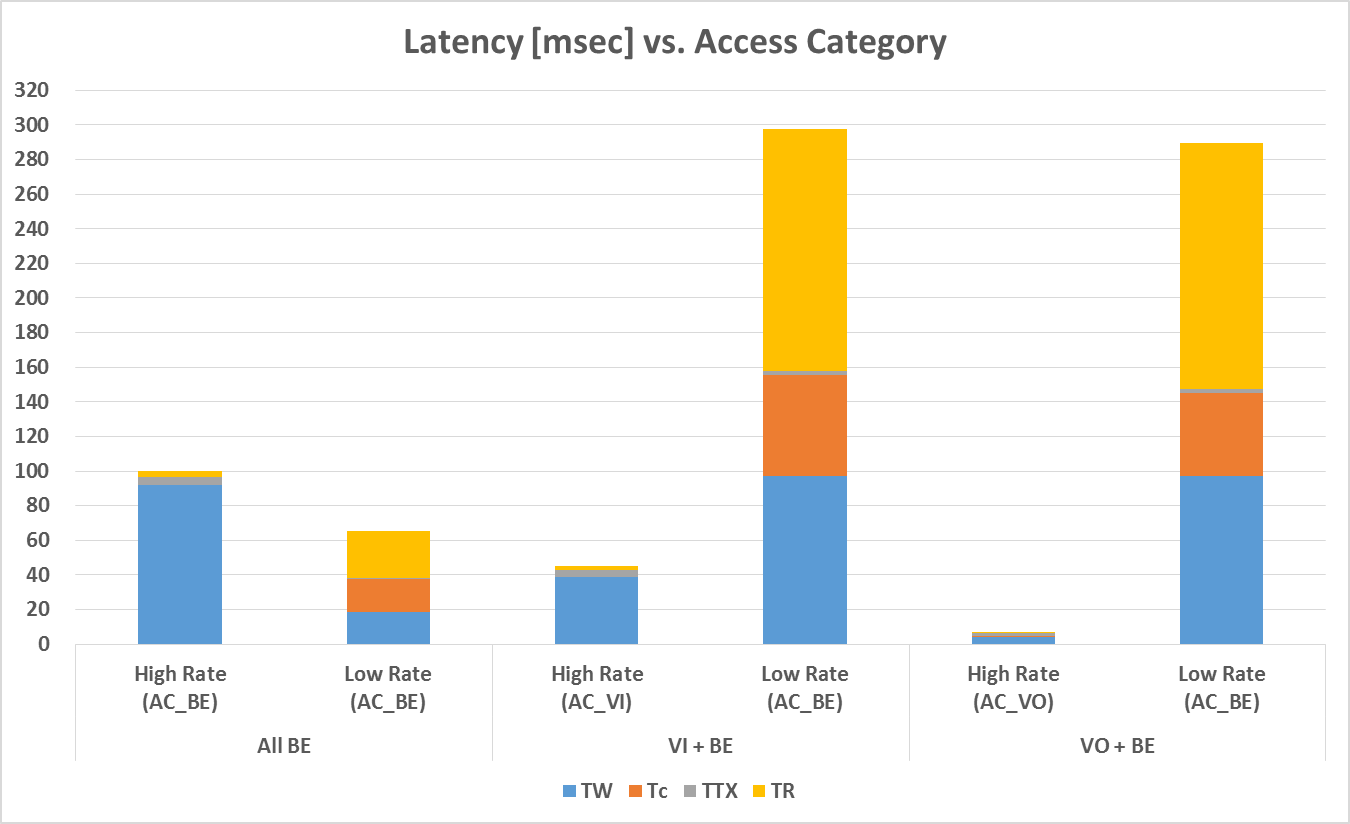 Latency [msec] vs. Access Category
320
300
280
260
240
220
200
180
160
140
120
100
80
60
40
20
0
High Rate (AC_BE)
Low Rate (AC_BE)
High Rate (AC_VI)
Low Rate (AC_BE)
High Rate (AC_VO)
Low Rate (AC_BE)
All BE
VI + BE
VO + BE
TW Tc TTX TR